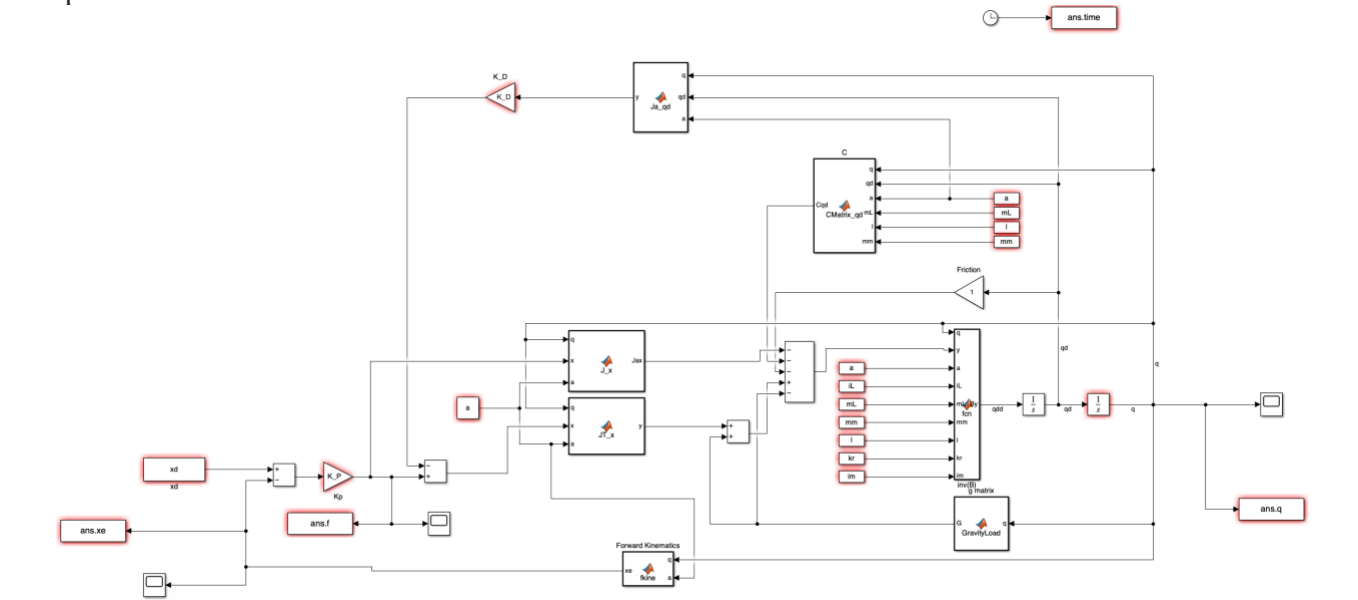 ans.time
K_D
K_D
q
qd
a
y
Ja_qd
C
q
qd
a
mL
l
mm
Cqd
CMatrix_qd
a
mL
l
mm
Friction
1
q
x
a
Jax
J_x
q
x
a
y
JT_x
a
q
y
a
iL
mL
mm
l
kr
im
fcn
inv(B)
a
iL
mL
mm
l
kr
im
qdd
1
s
qd
1
s
q
qd
q
xd
xd
K_P
Kp
ans.f
ans.xe
ans.q
g matrix
G
q
GravityLoad
Forward Kinematics
xe
q
a
fkine